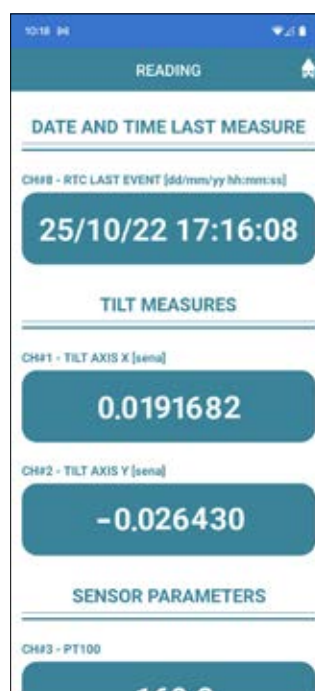 10:18
READING
DATE AND TIME LAST MEASURE
CH#8 - RTC LAST EVENT [dd/mm/yy hh:mm:ss]
25/10/22 17:16:08
TILT MEASURES
CH#1 - TILT AXIS X [sena]
0.0191682
CH#2 - TILT AXIS Y [sena]
-0.026430
SENSOR PARAMETERS
CH#3 - PT100